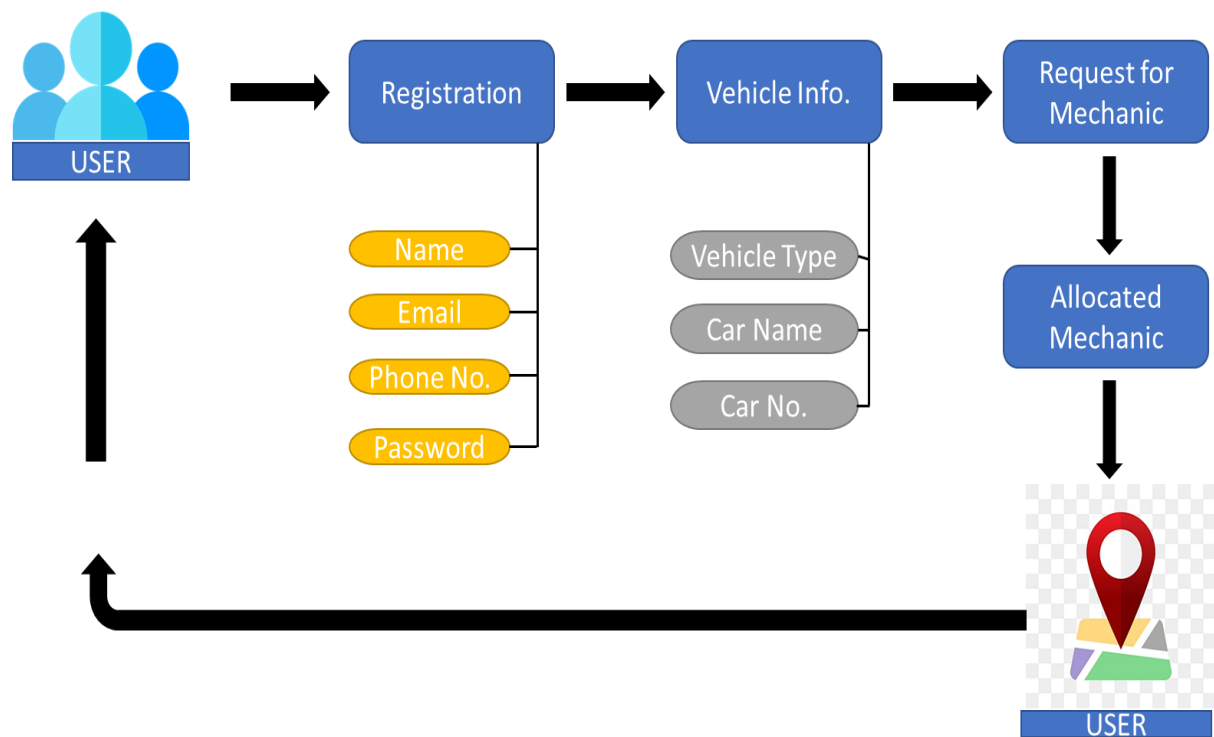 USER
Registration
Vehicle Info.
Request for
Mechanic
Name
Email
Phone No.
Password
Vehicle Type
Car Name
Car No.
Allocated
Mechanic
USER